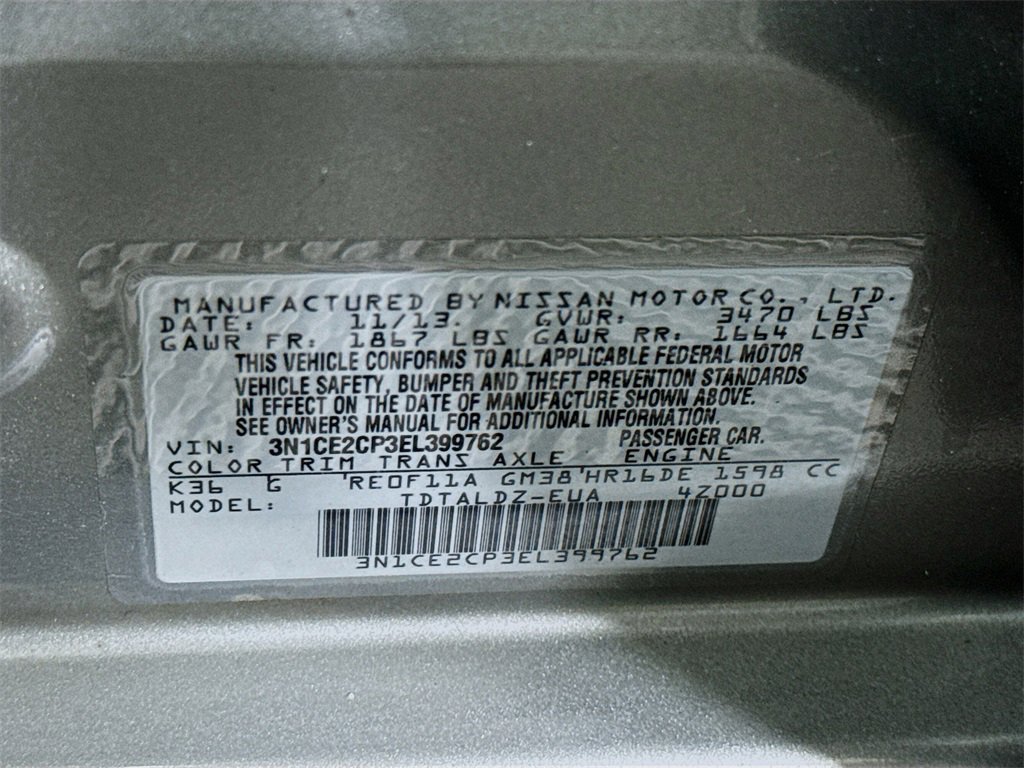 MANUFACTURED BY NISSAN MOTOR CO., LTD.
DATE: 11/13. GVWR: 3470 LBS
GAWR FR: 1867 LBS GAWR RR: 1664 LBS
THIS VEHICLE CONFORMS TO ALL APPLICABLE FEDERAL MOTOR
VEHICLE SAFETY, BUMPER AND THEFT PREVENTION STANDARDS
IN EFFECT ON THE DATE OF MANUFACTURE SHOWN ABOVE.
SEE OWNER'S MANUAL FOR ADDITIONAL INFORMATION.
VIN: 3N1CE2CP3EL399762 PASSENGER CAR.
COLOR TRIM TRANS AXLE ENGINE
K36 G RE0F11A GM38 HR16DE 1598 CC
MODEL: TDTALDZ-EUA 4Z000
3N1CE2CP3EL399762